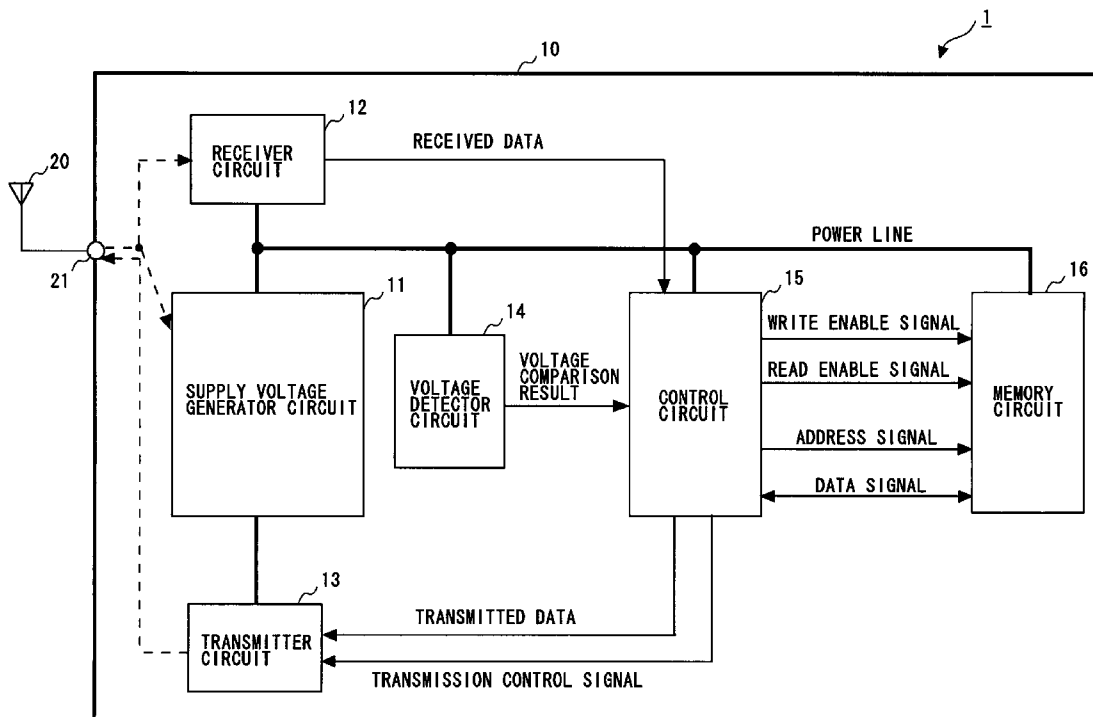 1
10
12
RECEIVER
CIRCUIT
RECEIVED DATA
20
21
POWER LINE
11
SUPPLY VOLTAGE
GENERATOR CIRCUIT
14
VOLTAGE
DETECTOR
CIRCUIT
VOLTAGE
COMPARISON
RESULT
15
CONTROL
CIRCUIT
16
WRITE ENABLE SIGNAL
READ ENABLE SIGNAL
ADDRESS SIGNAL
DATA SIGNAL
MEMORY
CIRCUIT
13
TRANSMITTER
CIRCUIT
TRANSMITTED DATA
TRANSMISSION CONTROL SIGNAL